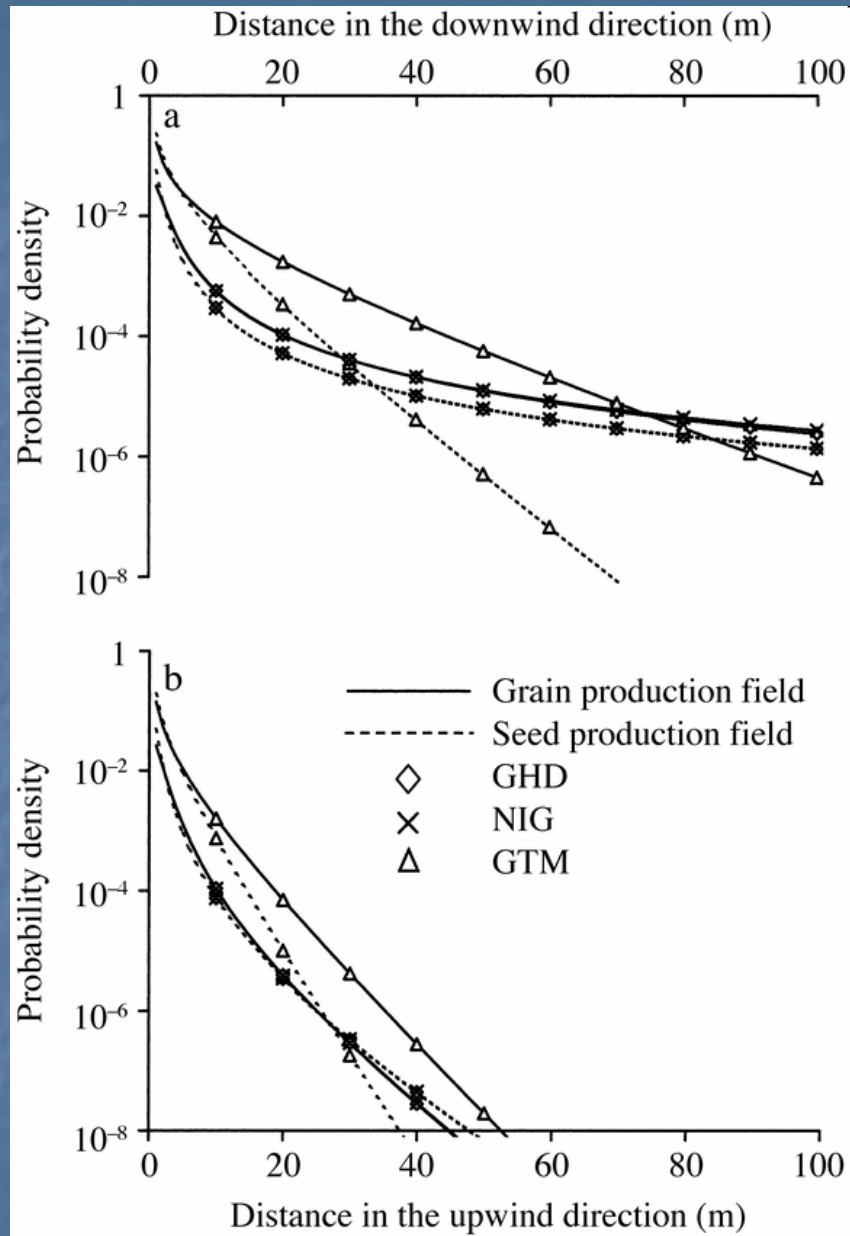 Distance in the downwind direction (m)
0 20 40 60 80 100
a
Probability density
1
10⁻²
10⁻⁴
10⁻⁶
10⁻⁸
b
Probability density
1
10⁻²
10⁻⁴
10⁻⁶
10⁻⁸
Grain production field
Seed production field
GHD
NIG
GTM
0 20 40 60 80 100
Distance in the upwind direction (m)